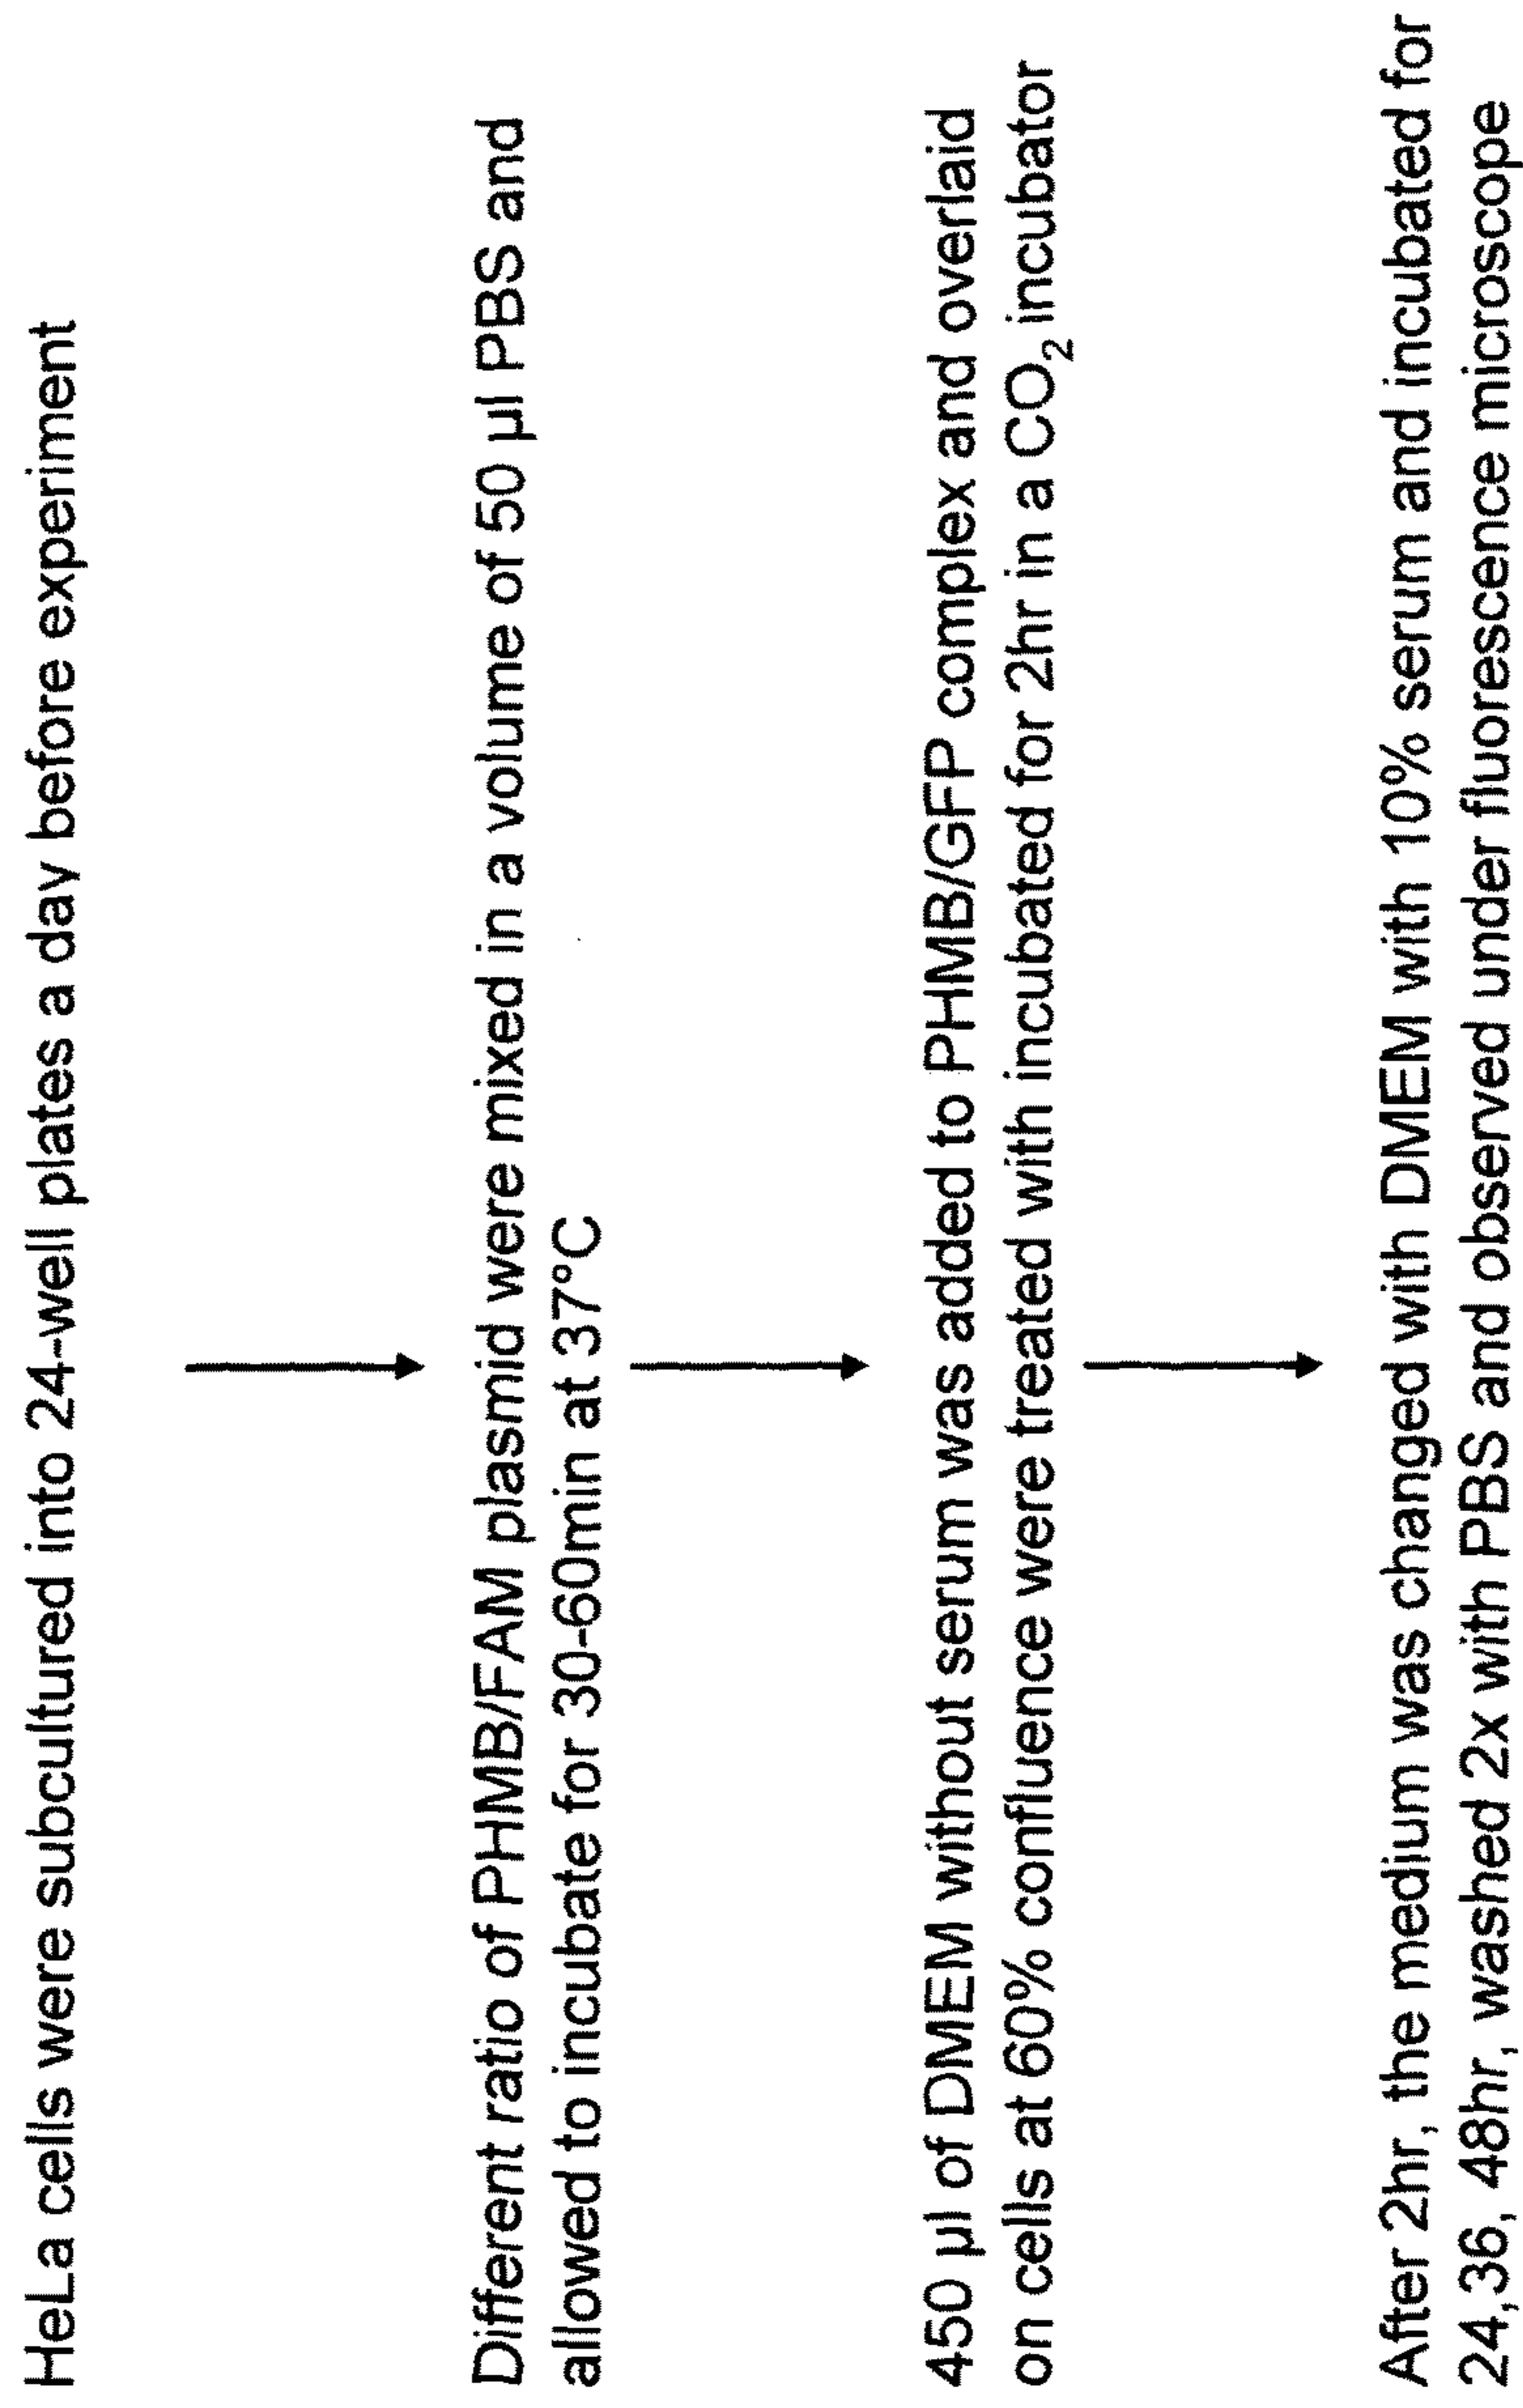 HeLa cells were subcultured into 24-well plates a day before experiment
Different ratio of PHMB/FAM plasmid were mixed in a volume of 50 µl PBS and
allowed to incubate for 30-60min at 37°C
450 µl of DMEM without serum was added to PHMB/GFP complex and overlaid
on cells at 60% confluence were treated with incubated for 2hr in a CO₂ incubator
After 2hr, the medium was changed with DMEM with 10% serum and incubated for
24,36, 48hr, washed 2x with PBS and observed under fluorescence microscope